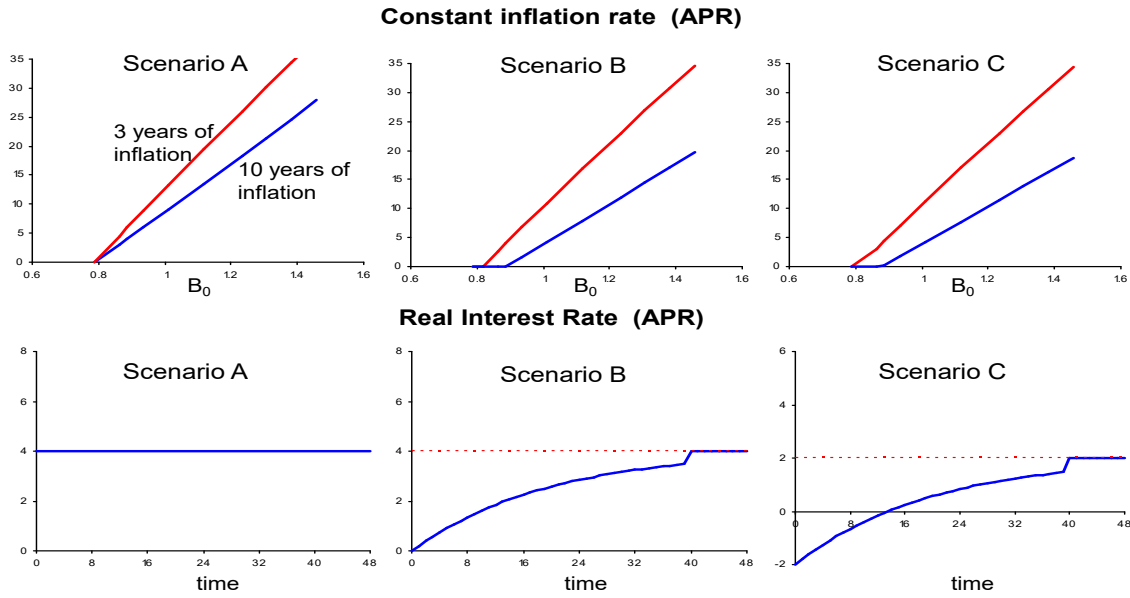 Constant inflation rate (APR)
Scenario A
Scenario B
Scenario C
35
30
25
20
15
10
5
0
3 years of
inflation
10 years of
inflation
0.6 0.8 1 1.2 1.4 1.6
B0
35
30
25
20
15
10
5
0
0.6 0.8 1 1.2 1.4 1.6
B0
35
30
25
20
15
10
5
0
0.6 0.8 1 1.2 1.4 1.6
B0
Real Interest Rate (APR)
Scenario A
Scenario B
Scenario C
8
6
4
2
0
0 8 16 24 32 40 48
time
8
6
4
2
0
0 8 16 24 32 40 48
time
6
4
2
0
-2
0 8 16 24 32 40 48
time